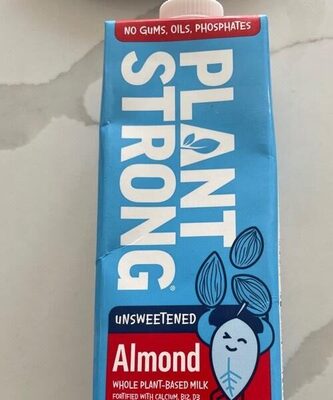 NO GUMS, OILS, PHOSPHATES
PLANT
STRONG®
UNSWEETENED
Almond
WHOLE PLANT-BASED MILK
FORTIFIED WITH CALCIUM, B12, D3